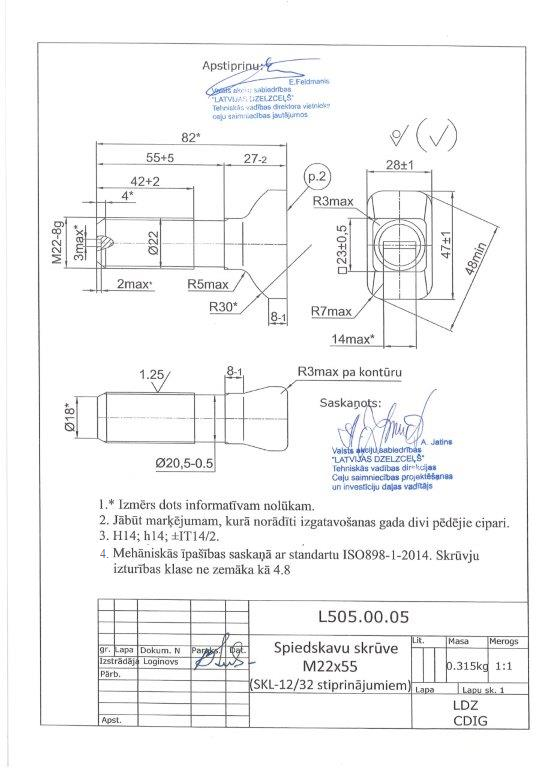 Apstiprinu:
E.Feldmanis
Valsts akciju sabiedrības
"LATVIJAS DZELZCEĻŠ"
Tehniskās vadības direktora vietnieks
ceļu saimniecības jautājumos
82*
55+5
27-2
42+2
4*
p.2
28±1
R3max
M22-8g
3max*
Ø22
□23±0,5
47±1
48min
2max*
R5max
R30*
8-1
R7max
14max*
1.25
8-1
R3max pa kontūru
Ø18*
Ø20,5-0.5
Saskaņots:
A. Jatins
Valsts akciju sabiedrības
"LATVIJAS DZELZCEĻŠ"
Tehniskās vadības direkcijas
Ceļu saimniecības projektēšanas
un investīciju daļas vadītājs
1.* Izmērs dots informatīvam nolūkam.
2. Jābūt marķējumam, kurā norādīti izgatavošanas gada divi pēdējie cipari.
3. H14; h14; ±IT14/2.
4. Mehāniskās īpašības saskaņā ar standartu ISO898-1-2014. Skrūvju
izturības klase ne zemāka kā 4.8
L505.00.05
gr. Lapa Dokum. N Paraks. Dat.
Izstrādāja Loginovs
Pārb.
Apst.
Spiedskavu skrūve
M22x55
(SKL-12/32 stiprinājumiem)
Lit. Masa Merogs
0.315kg 1:1
Lapa Lapu sk. 1
LDZ
CDIG